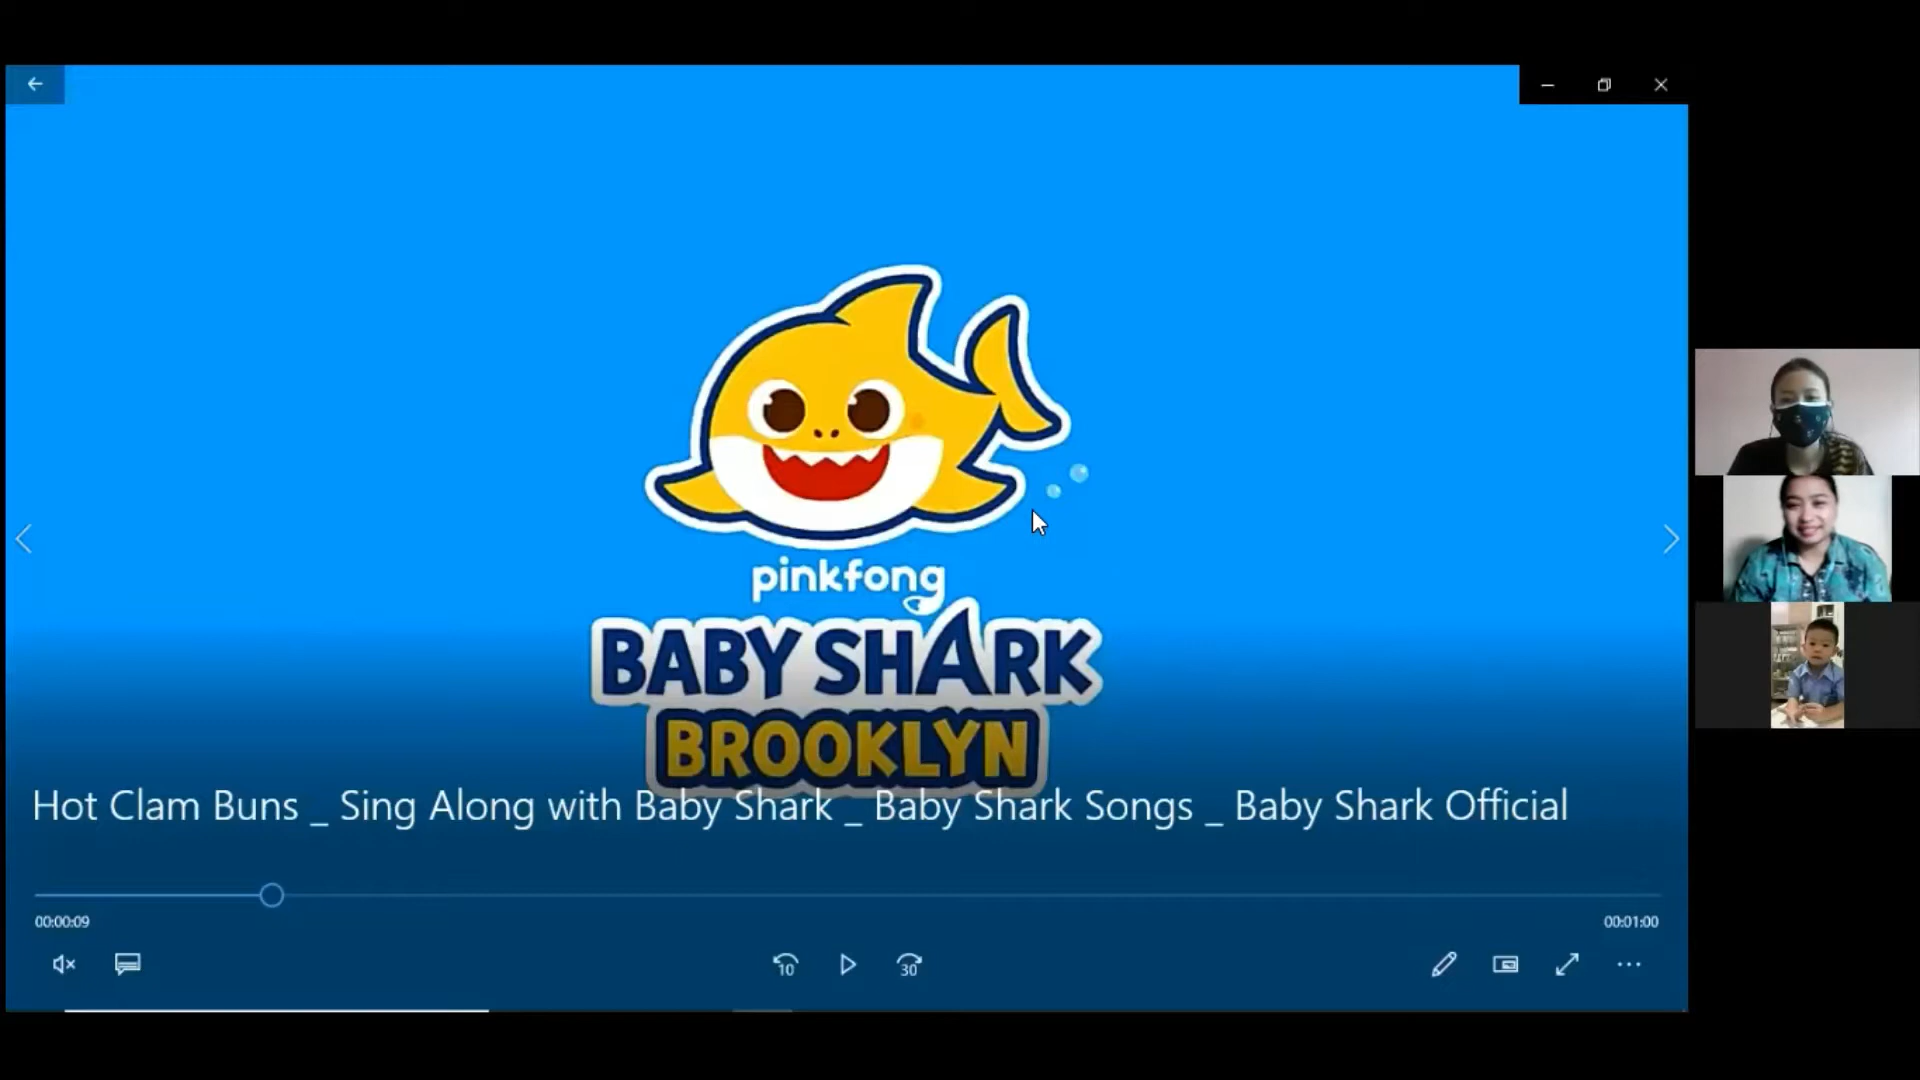 pinkfong
BABY SHARK
BROOKLYN
Hot Clam Buns _ Sing Along with Baby Shark _ Baby Shark Songs _ Baby Shark Official
00:00:09
00:01:00
10
30